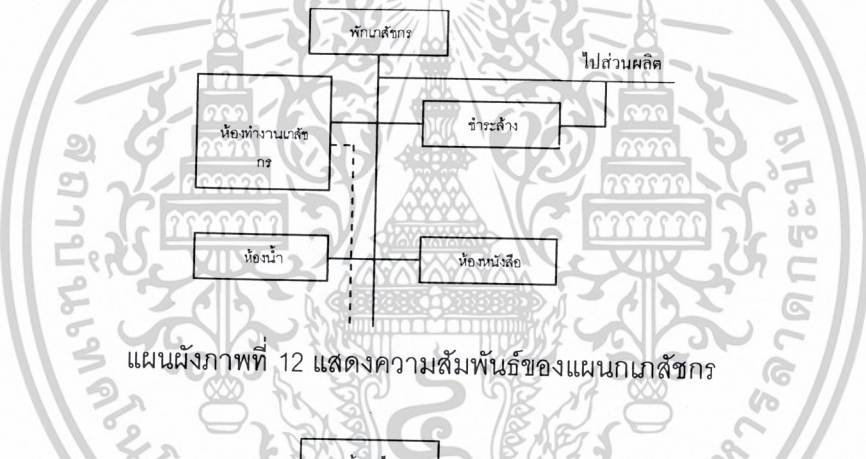 พักเภสัชกร
ไปส่วนผลิต
ห้องทำงานเภสัช
กร
ชำระล้าง
ห้องน้ำ
ห้องหนังสือ
แผนผังภาพที่ 12 แสดงความสัมพันธ์ของแผนกเภสัชกร